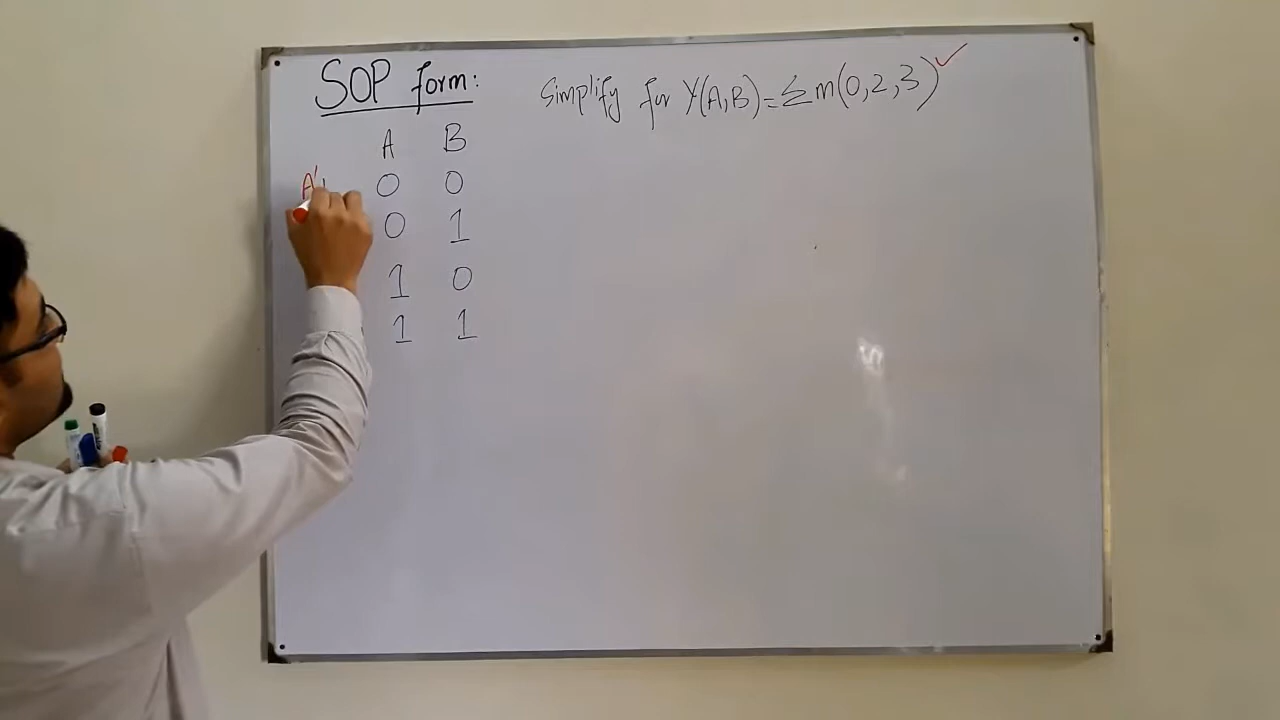 SOP form:
Simplify for Y(A,B)=∑m(0,2,3)
A B
A' 0 0
0 1
1 0
1 1